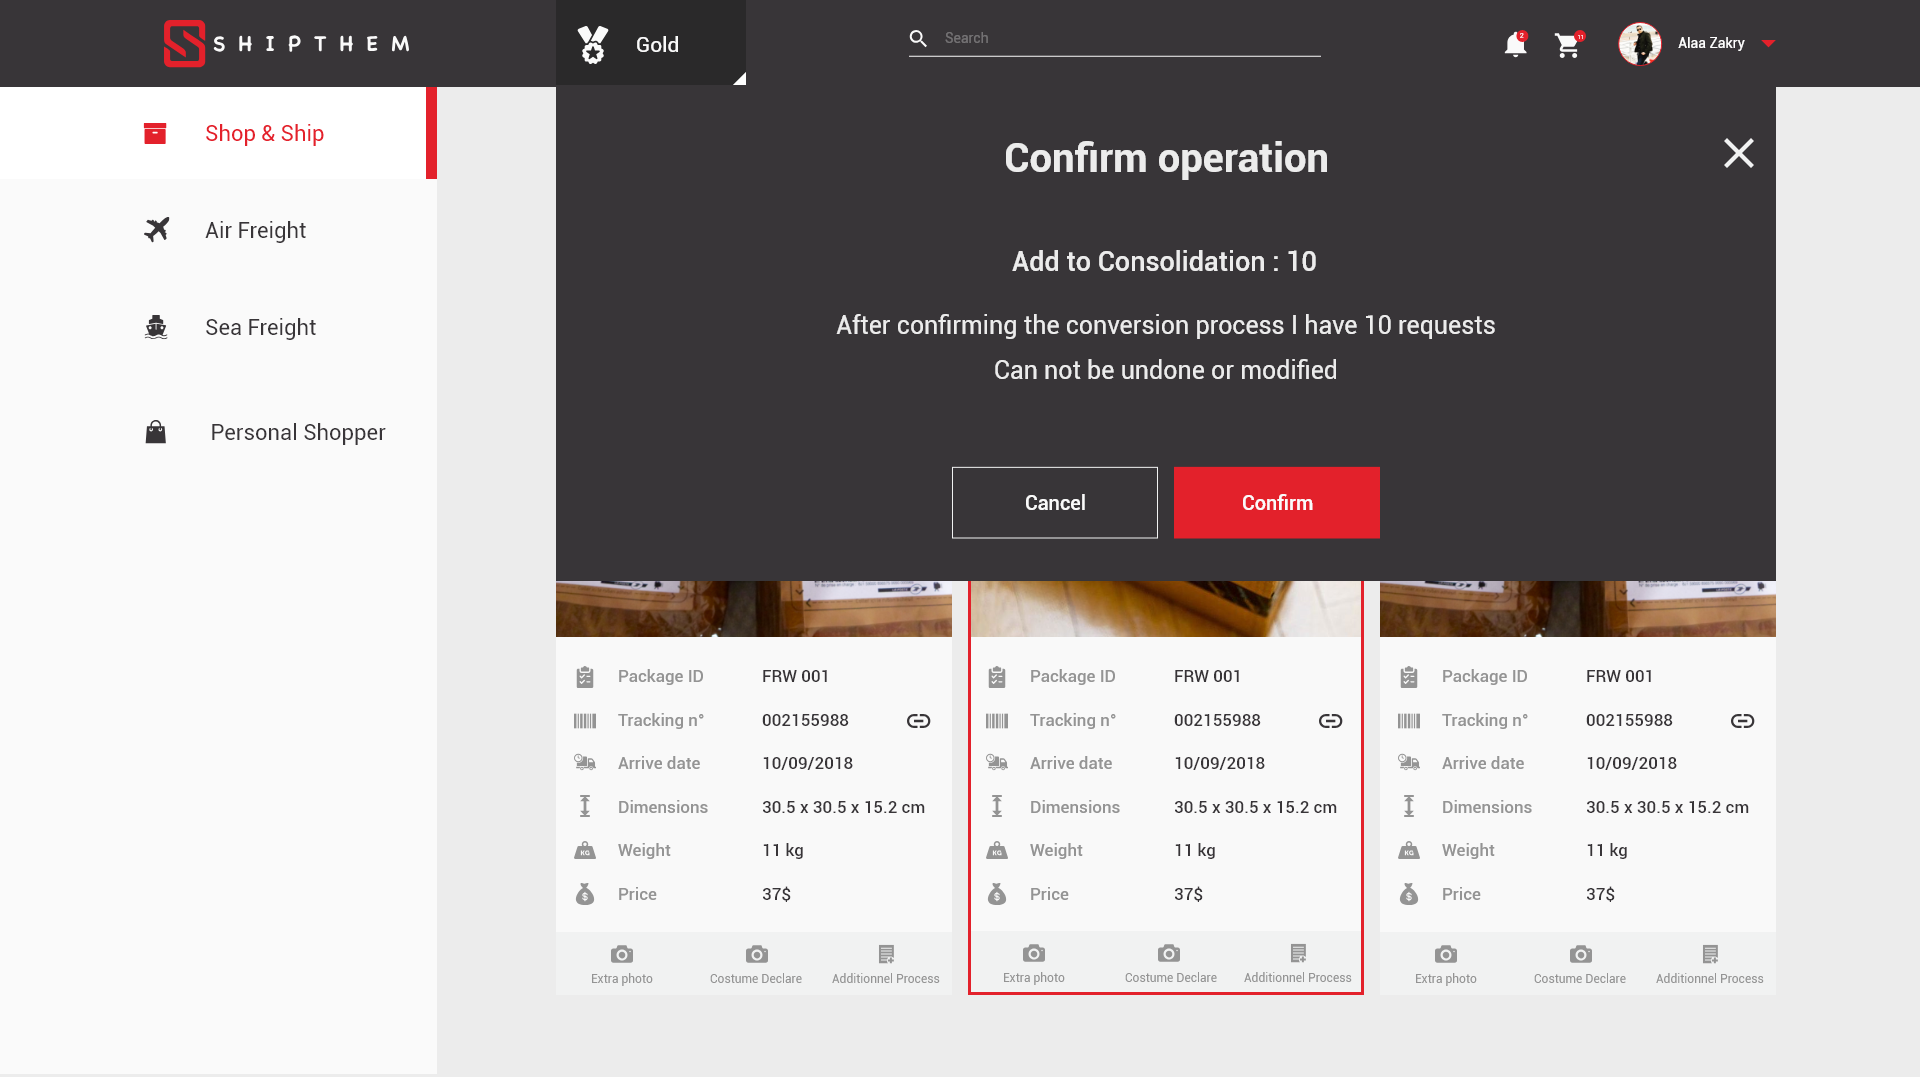 SHIPTHEM
Gold
Search
2
11
Alaa Zakry
Shop & Ship
Air Freight
Sea Freight
Personal Shopper
Confirm operation
Add to Consolidation : 10
After confirming the conversion process I have 10 requests
Can not be undone or modified
Cancel
Confirm
Package ID FRW 001
Tracking n° 002155988
Arrive date 10/09/2018
Dimensions 30.5 x 30.5 x 15.2 cm
KG Weight 11 kg
$ Price 37$
Extra photo
Costume Declare
Additionnel Process
Package ID FRW 001
Tracking n° 002155988
Arrive date 10/09/2018
Dimensions 30.5 x 30.5 x 15.2 cm
KG Weight 11 kg
$ Price 37$
Extra photo
Costume Declare
Additionnel Process
Package ID FRW 001
Tracking n° 002155988
Arrive date 10/09/2018
Dimensions 30.5 x 30.5 x 15.2 cm
KG Weight 11 kg
$ Price 37$
Extra photo
Costume Declare
Additionnel Process